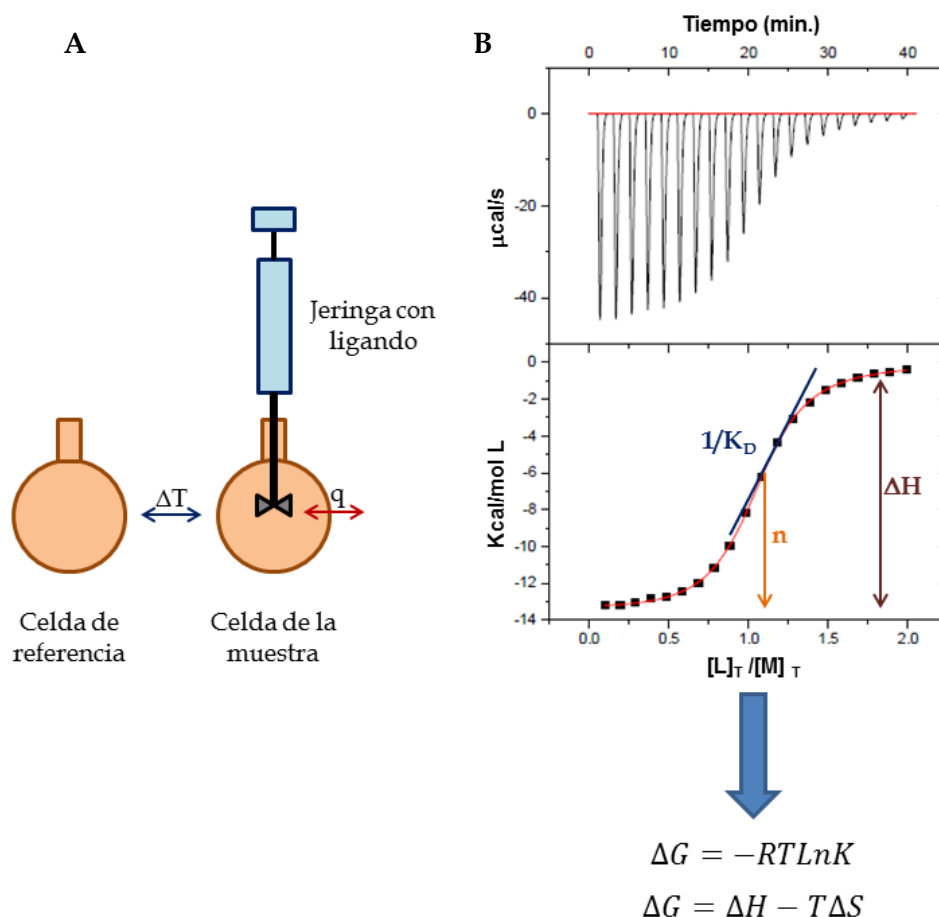 A
Jeringa con
ligando
ΔT
q
Celda de
referencia
Celda de la
muestra
B
Tiempo (min.)
0 10 20 30 40
0
-20
-40
μcal/s
0
-2
-4
-6
-8
-10
-12
-14
Kcal/mol L
1/K_D
n
ΔH
0.0 0.5 1.0 1.5 2.0
[L]_T /[M]_T
ΔG = −RTLnK
ΔG = ΔH − TΔS